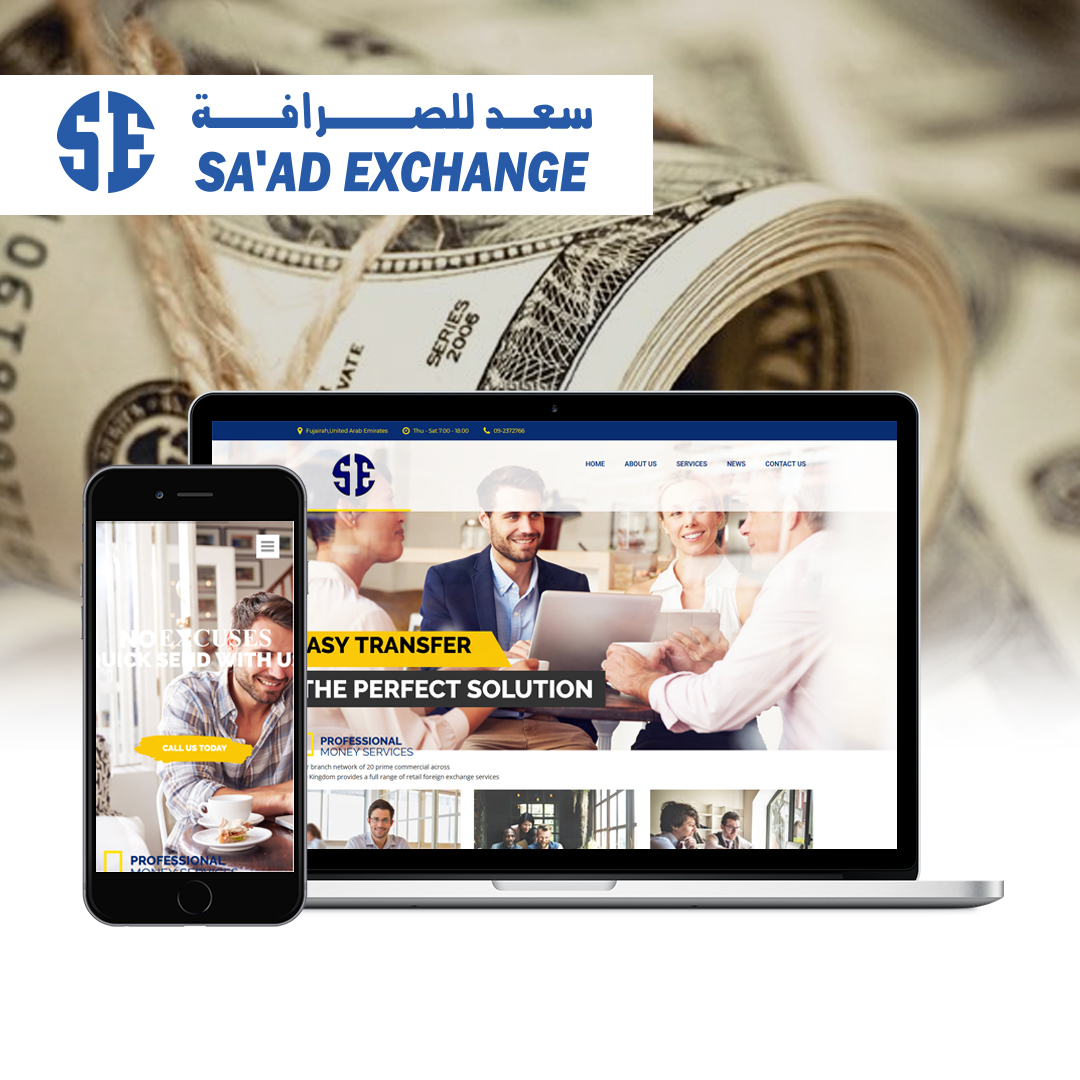 سعد للصرافة
SE
SA'AD EXCHANGE
SERIES
2006
VATE
Fujairah,United Arab Emirates
Thu - Sat 7:00 - 18:00
09-2372766
SE
HOME
ABOUT US
SERVICES
NEWS
CONTACT US
ASY TRANSFER
THE PERFECT SOLUTION
PROFESSIONAL
MONEY SERVICES
branch network of 20 prime commercial across
Kingdom provides a full range of retail foreign exchange services
NO EXCUSES
UICK SEND WITH U
CALL US TODAY
PROFESSIONAL
MONEY SERVICES